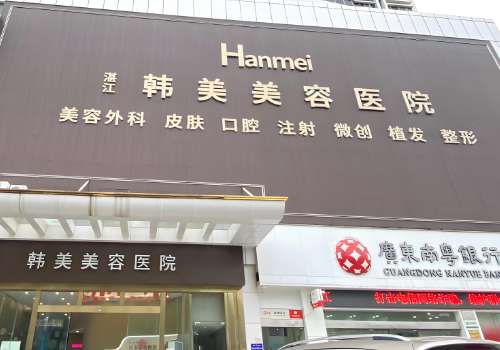 Hanmei
湛江
韩美美容医院
美容外科 皮肤 口腔 注射 微创 植发 整形
韩美美容医院
廣東南粤銀行
GUANGDONG NANYUE BA